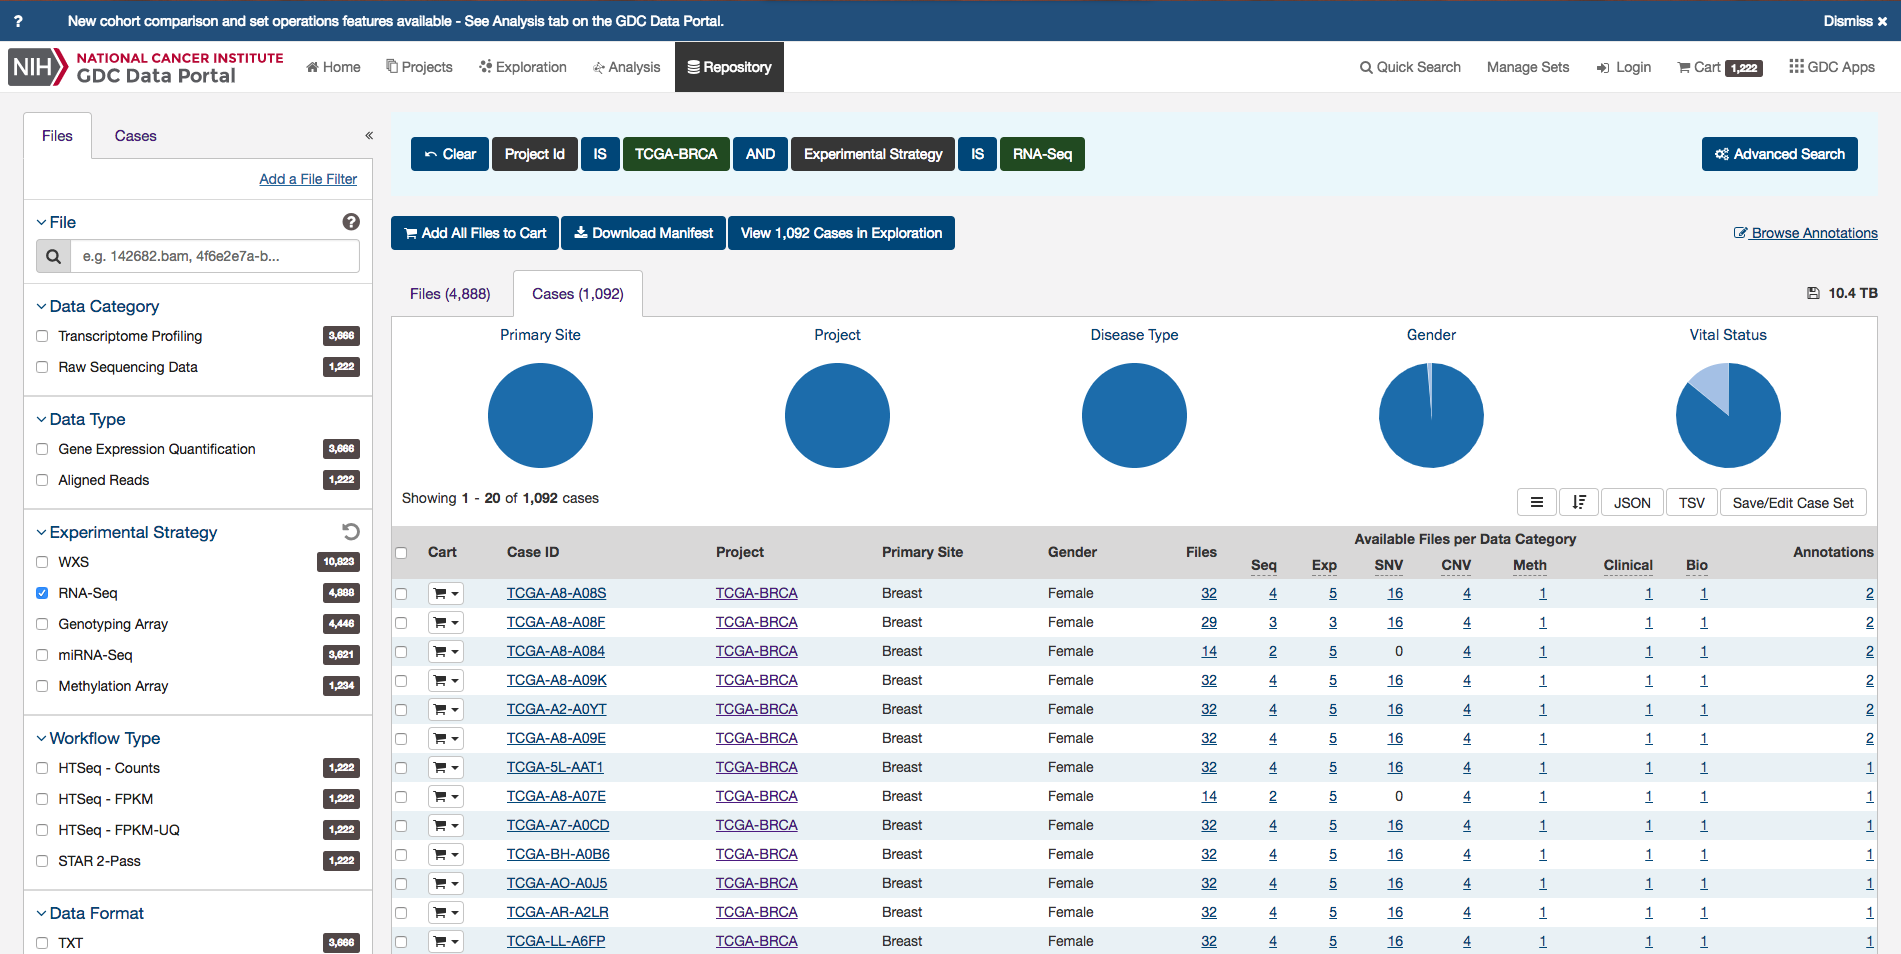 ? New cohort comparison and set operations features available - See Analysis tab on the GDC Data Portal. Dismiss ✖
NIH NATIONAL CANCER INSTITUTE
GDC Data Portal
Home Projects Exploration Analysis Repository Quick Search Manage Sets Login Cart 1,222 GDC Apps
Files Cases «
Add a File Filter
File ?
e.g. 142682.bam, 4f6e2e7a-b...
Data Category
Transcriptome Profiling 3,666
Raw Sequencing Data 1,222
Data Type
Gene Expression Quantification 3,666
Aligned Reads 1,222
Experimental Strategy
WXS 10,823
RNA-Seq 4,888
Genotyping Array 4,446
miRNA-Seq 3,621
Methylation Array 1,234
Workflow Type
HTSeq - Counts 1,222
HTSeq - FPKM 1,222
HTSeq - FPKM-UQ 1,222
STAR 2-Pass 1,222
Data Format
TXT 3,666
Clear Project Id IS TCGA-BRCA AND Experimental Strategy IS RNA-Seq Advanced Search
Add All Files to Cart Download Manifest View 1,092 Cases in Exploration Browse Annotations
Files (4,888) Cases (1,092) 10.4 TB
Primary Site Project Disease Type Gender Vital Status
Showing 1 - 20 of 1,092 cases
JSON TSV Save/Edit Case Set
Available Files per Data Category
Cart Case ID Project Primary Site Gender Files Annotations
Seq Exp SNV CNV Meth Clinical Bio
TCGA-A8-A08S TCGA-BRCA Breast Female 32 4 5 16 4 1 1 1 2
TCGA-A8-A08F TCGA-BRCA Breast Female 29 3 3 16 4 1 1 1 2
TCGA-A8-A084 TCGA-BRCA Breast Female 14 2 5 0 4 1 1 1 2
TCGA-A8-A09K TCGA-BRCA Breast Female 32 4 5 16 4 1 1 1 2
TCGA-A2-A0YT TCGA-BRCA Breast Female 32 4 5 16 4 1 1 1 2
TCGA-A8-A09E TCGA-BRCA Breast Female 32 4 5 16 4 1 1 1 2
TCGA-5L-AAT1 TCGA-BRCA Breast Female 32 4 5 16 4 1 1 1 1
TCGA-A8-A07E TCGA-BRCA Breast Female 14 2 5 0 4 1 1 1 1
TCGA-A7-A0CD TCGA-BRCA Breast Female 32 4 5 16 4 1 1 1 1
TCGA-BH-A0B6 TCGA-BRCA Breast Female 32 4 5 16 4 1 1 1 1
TCGA-AO-A0J5 TCGA-BRCA Breast Female 32 4 5 16 4 1 1 1 1
TCGA-AR-A2LR TCGA-BRCA Breast Female 32 4 5 16 4 1 1 1 1
TCGA-LL-A6FP TCGA-BRCA Breast Female 32 4 5 16 4 1 1 1 1